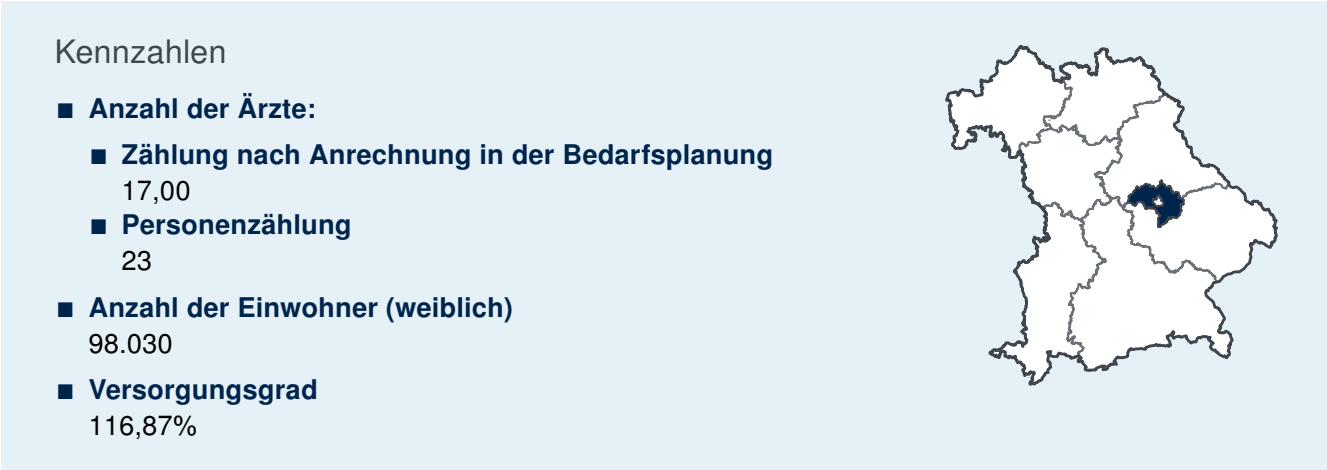 Kennzahlen
■ Anzahl der Ärzte:
■ Zählung nach Anrechnung in der Bedarfsplanung
17,00
■ Personenzählung
23
■ Anzahl der Einwohner (weiblich)
98.030
■ Versorgungsgrad
116,87%